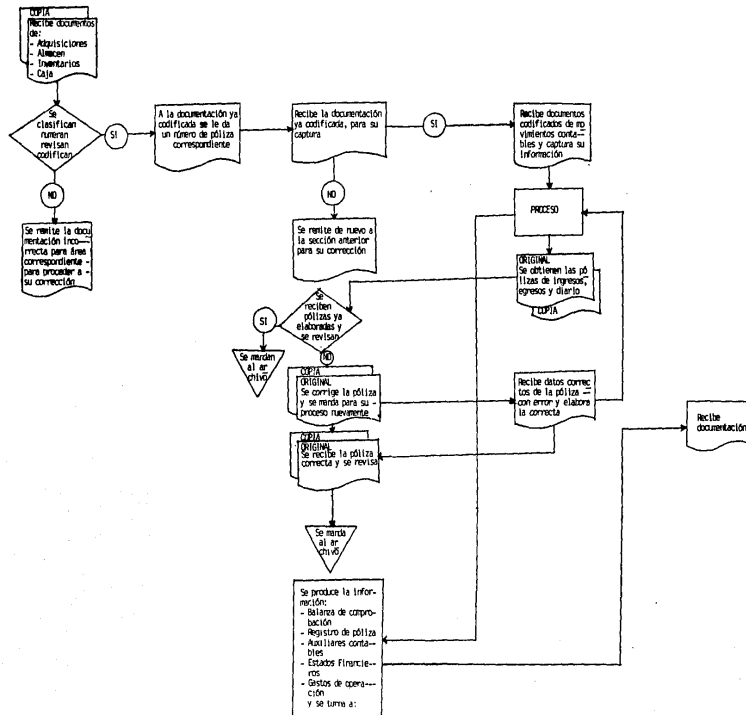 COPIA
Recibe documentos
de:
- Adquisiciones
- Almacen
- Inventarios
- Caja
Se
clasifican
numeran
revisan
codifican
SI
A la documentación ya
codificada se le da
un número de póliza
correspondiente
Recibe la documentación
ya codificada, para su
captura
SI
Recibe documentos
codificados de mo
vimientos conta--
bles y captura su
información
NO
Se remite la docu
mentación inco--
rrecta para área
correspondiente -
para proceder a -
su corrección
NO
Se remite de nuevo a
la sección anterior
para su corrección
PROCESO
ORIGINAL
Se obtienen las pó
lizas de ingresos,
egresos y diario
COPIA
Se
reciben
pólizas ya
elaboradas y
se revisan
SI
Se mandan
al ar
chivo
NO
COPIA
ORIGINAL
Se corrige la póliza
y se manda para su -
proceso nuevamente
Recibe datos correc
tos de la póliza --
con error y elabora
la correcta
COPIA
ORIGINAL
Se recibe la póliza
correcta y se revisa
Recibe
documentación
Se manda
al ar
chivo
Se produce la infor-
mación:
- Balanza de compro-
bación
- Registro de póliza
- Auxiliares conta--
bles
- Estados Financie--
ros
- Gastos de opera---
ción
y se turna a: